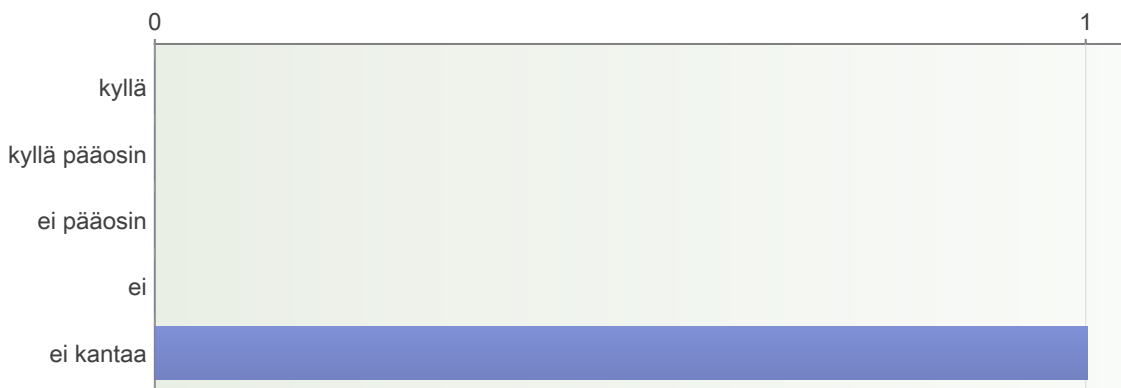 0 1
kyllä
kyllä pääosin
ei pääosin
ei
ei kantaa